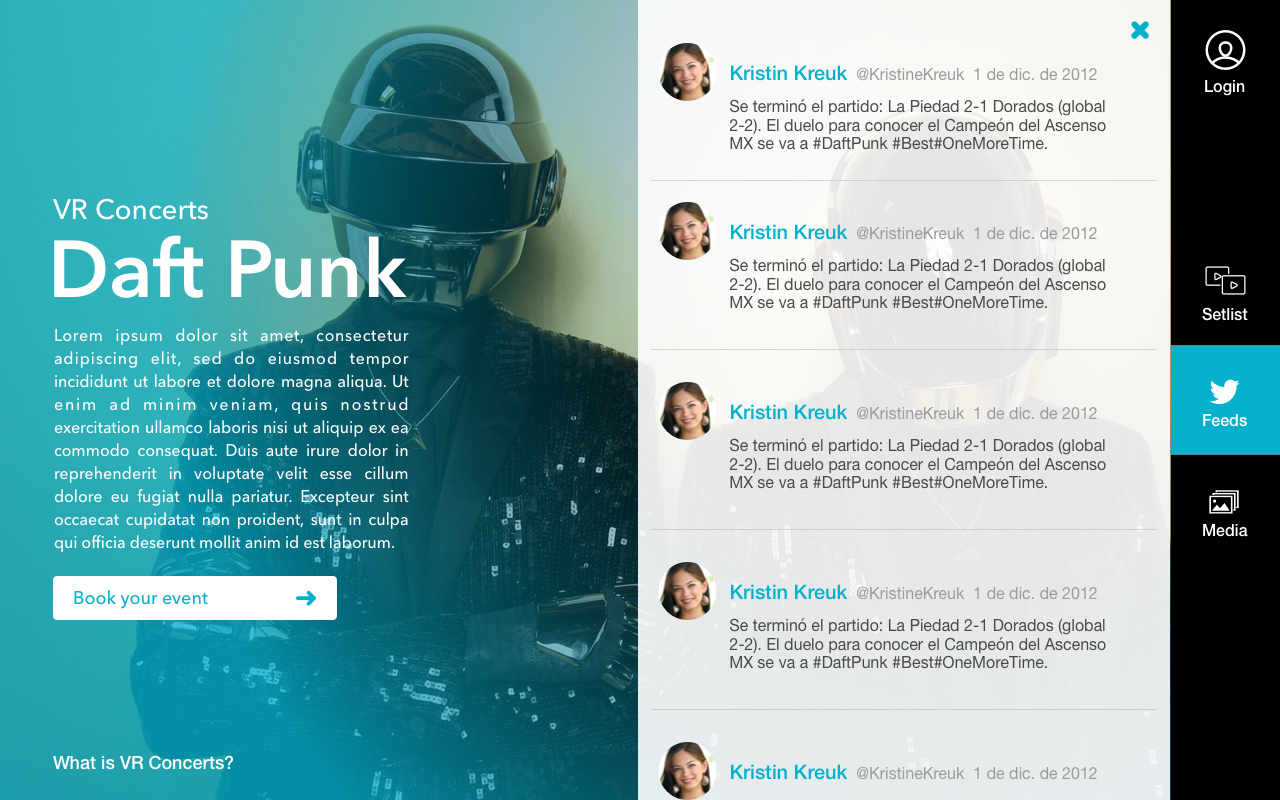 VR Concerts
Daft Punk
Lorem ipsum dolor sit amet, consectetur
adipiscing elit, sed do eiusmod tempor
incididunt ut labore et dolore magna aliqua. Ut
enim ad minim veniam, quis nostrud
exercitation ullamco laboris nisi ut aliquip ex ea
commodo consequat. Duis aute irure dolor in
reprehenderit in voluptate velit esse cillum
dolore eu fugiat nulla pariatur. Excepteur sint
occaecat cupidatat non proident, sunt in culpa
qui officia deserunt mollit anim id est laborum.
Book your event
What is VR Concerts?
Kristin Kreuk @KristineKreuk 1 de dic. de 2012
Se terminó el partido: La Piedad 2-1 Dorados (global
2-2). El duelo para conocer el Campeón del Ascenso
MX se va a #DaftPunk #Best#OneMoreTime.
Kristin Kreuk @KristineKreuk 1 de dic. de 2012
Se terminó el partido: La Piedad 2-1 Dorados (global
2-2). El duelo para conocer el Campeón del Ascenso
MX se va a #DaftPunk #Best#OneMoreTime.
Kristin Kreuk @KristineKreuk 1 de dic. de 2012
Se terminó el partido: La Piedad 2-1 Dorados (global
2-2). El duelo para conocer el Campeón del Ascenso
MX se va a #DaftPunk #Best#OneMoreTime.
Kristin Kreuk @KristineKreuk 1 de dic. de 2012
Se terminó el partido: La Piedad 2-1 Dorados (global
2-2). El duelo para conocer el Campeón del Ascenso
MX se va a #DaftPunk #Best#OneMoreTime.
Kristin Kreuk @KristineKreuk 1 de dic. de 2012
Login
Setlist
Feeds
Media